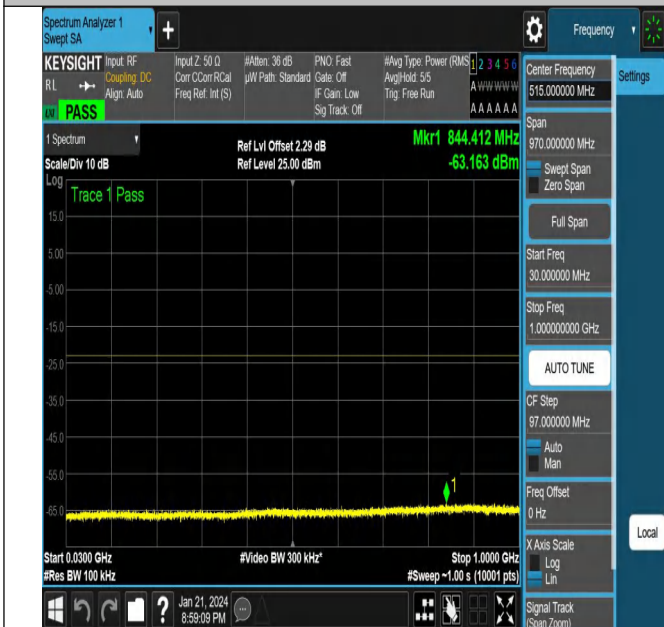 Spectrum Analyzer 1
Swept SA
Frequency
KEYSIGHT
RL
PASS
Input: RF
Coupling: DC
Align: Auto
Input Z: 50 Ω
Corr CCorr RCal
Freq Ref: Int (S)
#Atten: 36 dB
µW Path: Standard
PNO: Fast
Gate: Off
IF Gain: Low
Sig Track: Off
#Avg Type: Power (RMS
Avg|Hold: 5/5
Trig: Free Run
1 2 3 4 5 6
A W W W W W
A A A A A A
1 Spectrum
Scale/Div 10 dB
Log
Ref Lvl Offset 2.29 dB
Ref Level 25.00 dBm
Mkr1 844.412 MHz
-63.163 dBm
Trace 1 Pass
15.0
5.00
-5.00
-15.0
-25.0
-35.0
-45.0
-55.0
-65.0
1
Start 0.0300 GHz
#Res BW 100 kHz
#Video BW 300 kHz*
Stop 1.0000 GHz
#Sweep ~1.00 s (10001 pts)
Jan 21, 2024
8:59:09 PM
Center Frequency
515.000000 MHz
Span
970.000000 MHz
Swept Span
Zero Span
Full Span
Start Freq
30.000000 MHz
Stop Freq
1.000000000 GHz
AUTO TUNE
CF Step
97.000000 MHz
Auto
Man
Freq Offset
0 Hz
X Axis Scale
Log
Lin
Signal Track
(Span Zoom)
Settings
Local